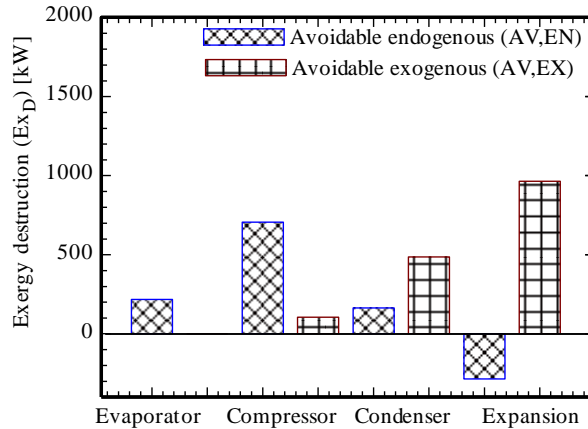 2000
Avoidable endogenous (AV,EN)
Avoidable exogenous (AV,EX)
1500
1000
500
0
Exergy destruction (Ex_D) [kW]
Evaporator Compressor Condenser Expansion